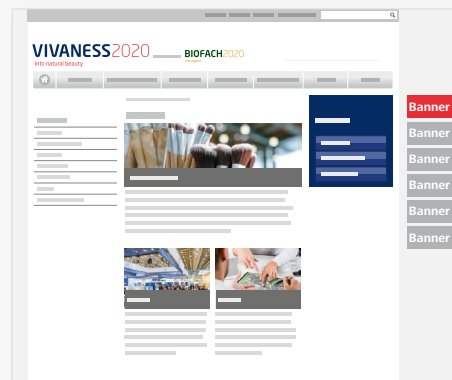 VIVANESS2020
into natural beauty
BIOFACH2020
Banner
Banner
Banner
Banner
Banner
Banner